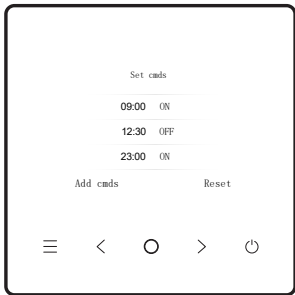 Set cmds
09:00 ON
12:30 OFF
23:00 ON
Add cmds Reset